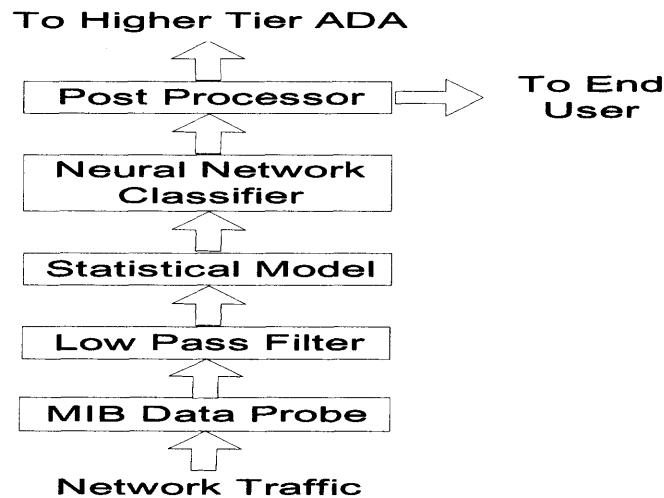 To Higher Tier ADA
Post Processor
To End
User
Neural Network
Classifier
Statistical Model
Low Pass Filter
MIB Data Probe
Network Traffic